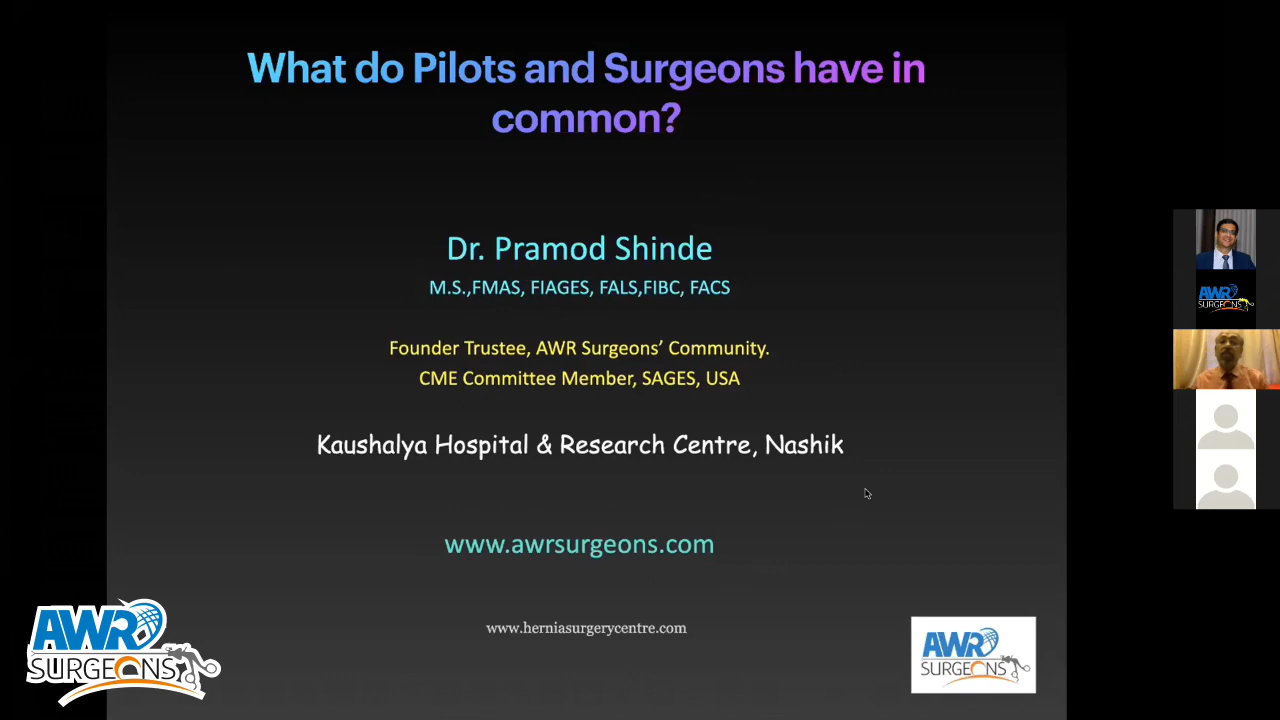 What do Pilots and Surgeons have in
common?
Dr. Pramod Shinde
M.S.,FMAS, FIAGES, FALS,FIBC, FACS
Founder Trustee, AWR Surgeons’ Community.
CME Committee Member, SAGES, USA
Kaushalya Hospital & Research Centre, Nashik
www.awrsurgeons.com
www.herniasurgerycentre.com
AWR
SURGEONS
AWR
SURGEONS
AWR
SURGEONS